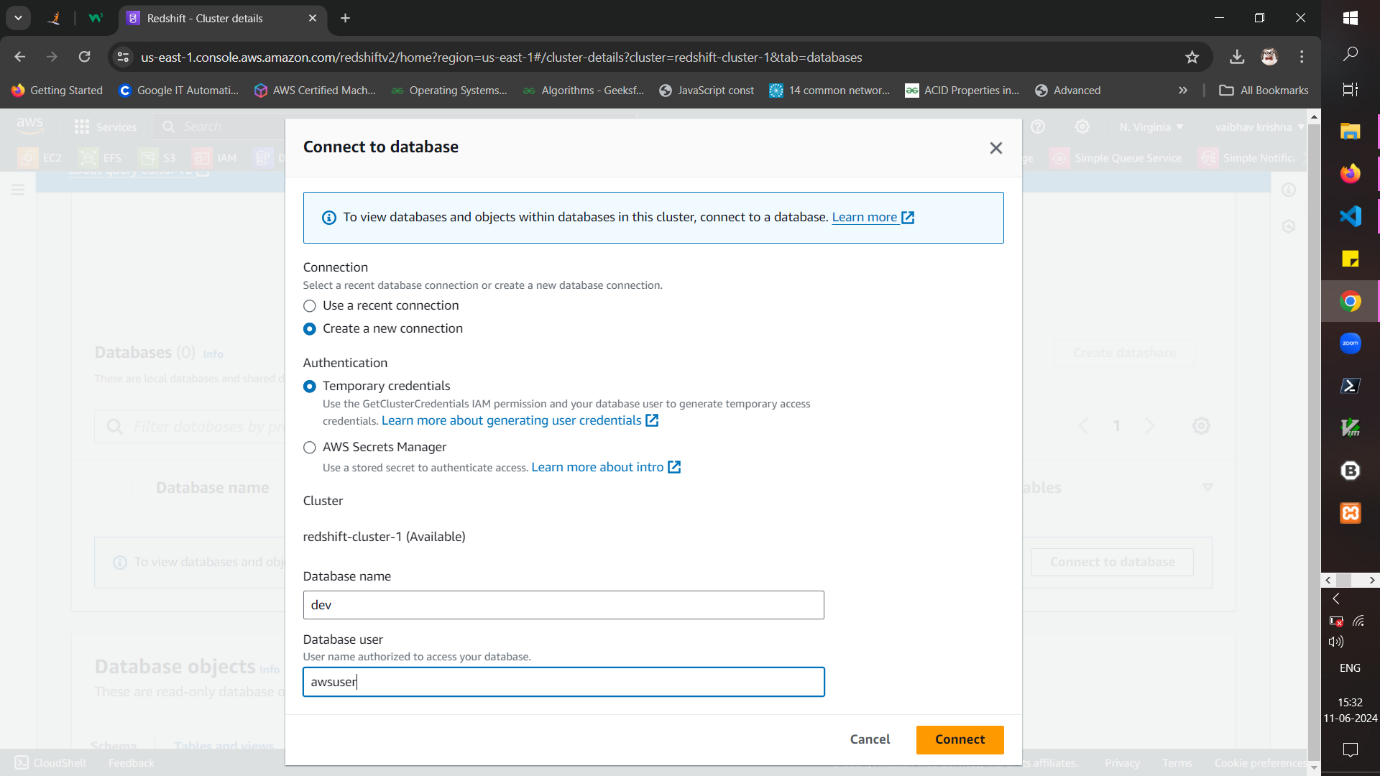 Redshift - Cluster details
us-east-1.console.aws.amazon.com/redshiftv2/home?region=us-east-1#/cluster-details?cluster=redshift-cluster-1&tab=databases
Getting Started
Google IT Automati...
AWS Certified Mach...
Operating Systems...
Algorithms - Geeksf...
JavaScript const
14 common networ...
ACID Properties in...
Advanced
All Bookmarks
aws
Services
Search
N. Virginia
vaibhav krishna
EC2
EFS
S3
IAM
Simple Queue Service
Simple Notific
Connect to database
To view databases and objects within databases in this cluster, connect to a database. Learn more
Connection
Select a recent database connection or create a new database connection.
Use a recent connection
Create a new connection
Authentication
Temporary credentials
Use the GetClusterCredentials IAM permission and your database user to generate temporary access
credentials. Learn more about generating user credentials
AWS Secrets Manager
Use a stored secret to authenticate access. Learn more about intro
Cluster
redshift-cluster-1 (Available)
Database name
dev
Database user
User name authorized to access your database.
awsuser
Cancel
Connect
Databases (0) Info
These are local databases and shared d
Create datashare
Filter databases by pr
1
Database name
To view databases and obj
Connect to database
Database objects Info
These are read-only database o
Schema
Tables and views
CloudShell
Feedback
affiliates.
Privacy
Terms
Cookie preferences
zoom
ENG
15:32
11-06-2024